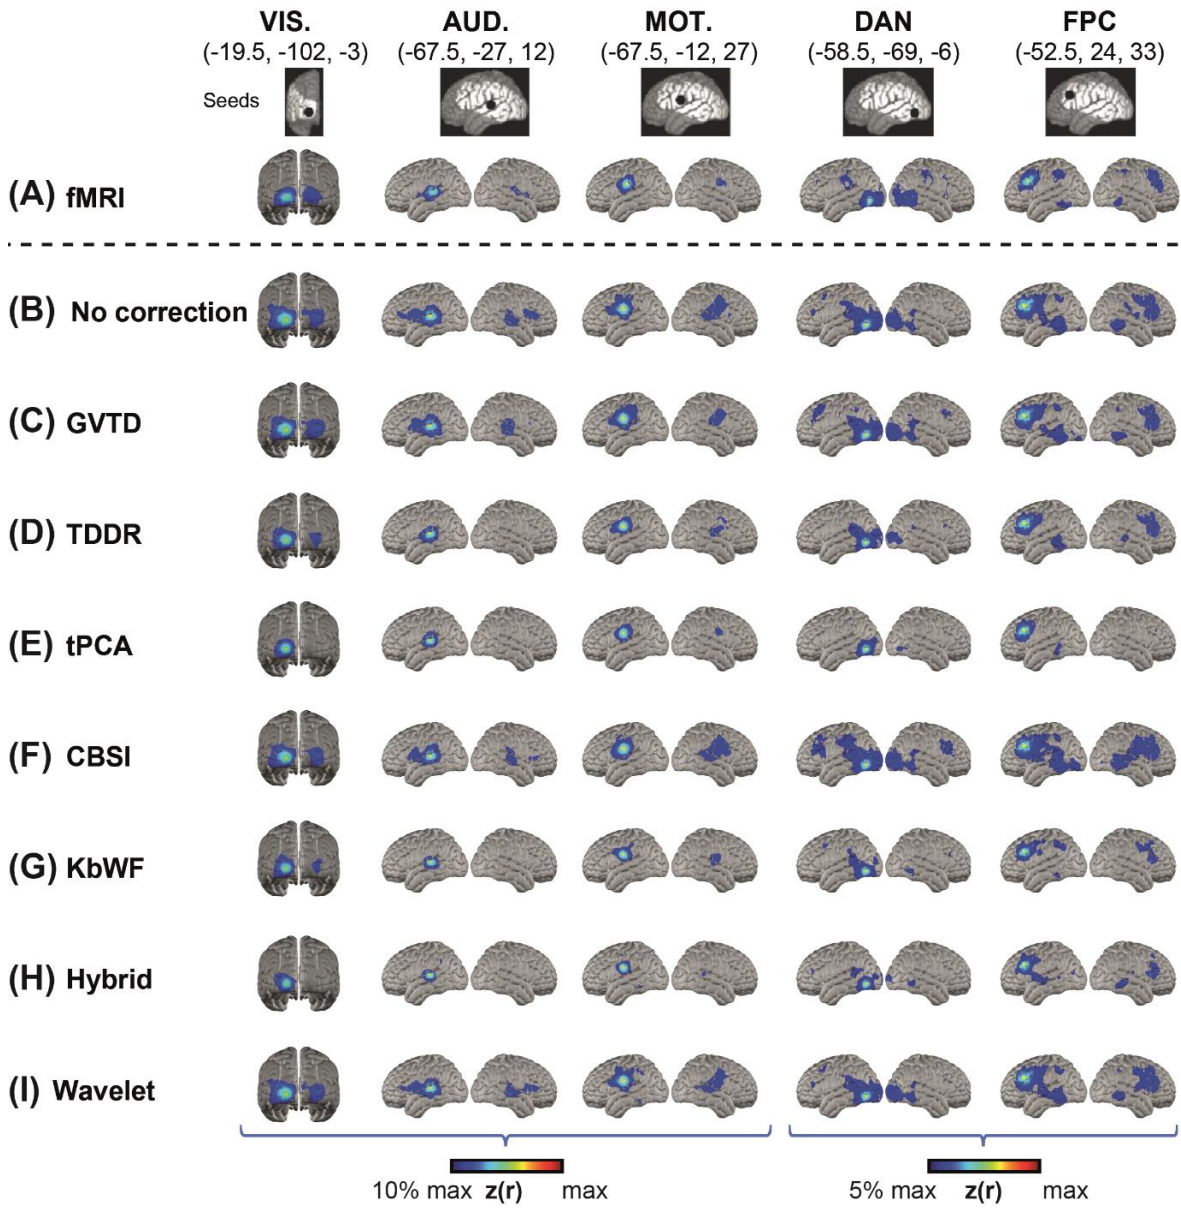 VIS. AUD. MOT. DAN FPC
(-19.5, -102, -3) (-67.5, -27, 12) (-67.5, -12, 27) (-58.5, -69, -6) (-52.5, 24, 33)
Seeds
(A) fMRI
(B) No correction
(C) GVTD
(D) TDDR
(E) tPCA
(F) CBSI
(G) KbWF
(H) Hybrid
(I) Wavelet
10% max z(r) max 5% max z(r) max